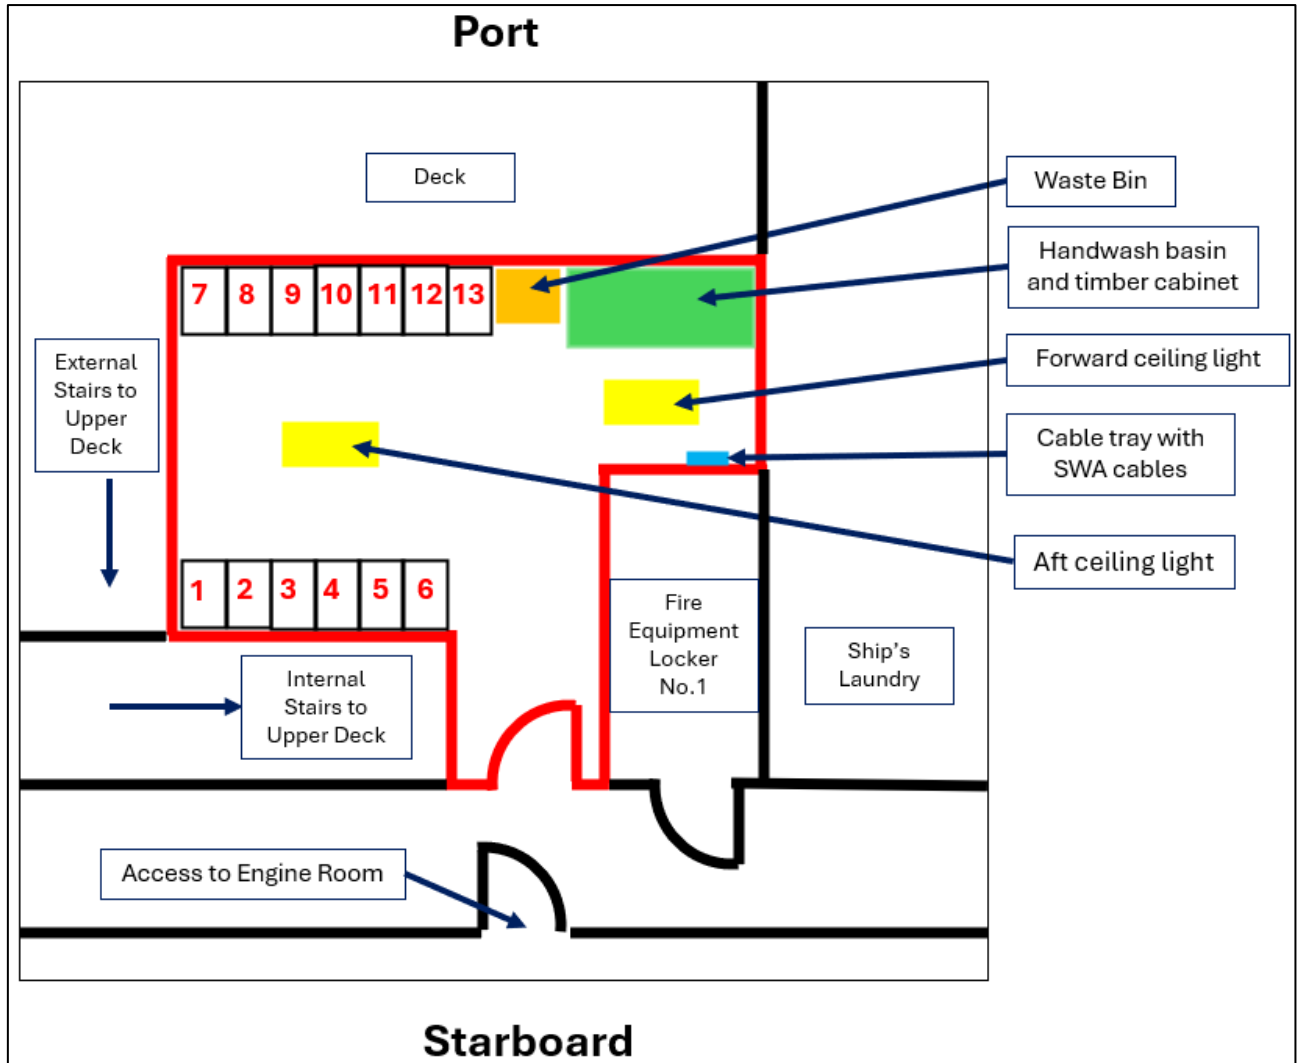 Port
Deck
Waste Bin
Handwash basin
and timber cabinet
7 8 9 10 11 12 13
External
Stairs to
Upper
Deck
Forward ceiling light
Cable tray with
SWA cables
Aft ceiling light
1 2 3 4 5 6
Fire
Equipment
Locker
No.1
Ship’s
Laundry
Internal
Stairs to
Upper Deck
Access to Engine Room
Starboard